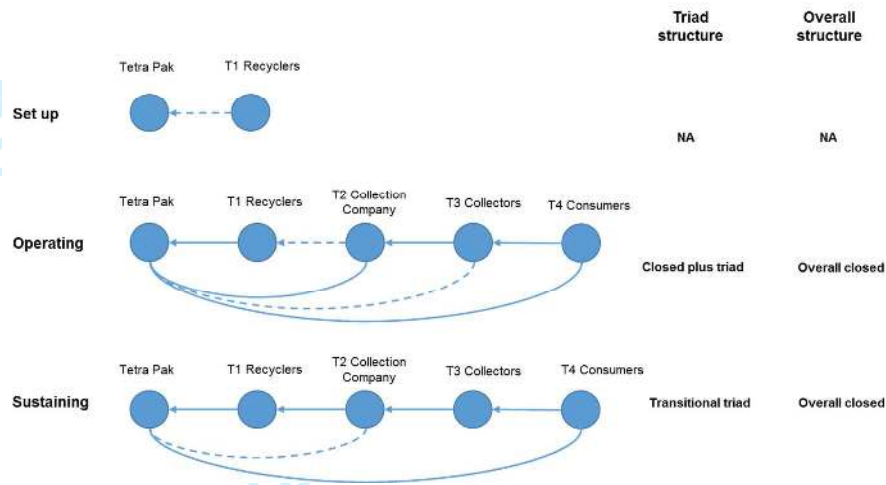 Triad
structure
Overall
structure
Tetra Pak
T1 Recyclers
Set up
NA
NA
Tetra Pak
T1 Recyclers
T2 Collection
Company
T3 Collectors
T4 Consumers
Operating
Closed plus triad
Overall closed
Tetra Pak
T1 Recyclers
T2 Collection
Company
T3 Collectors
T4 Consumers
Sustaining
Transitional triad
Overall closed